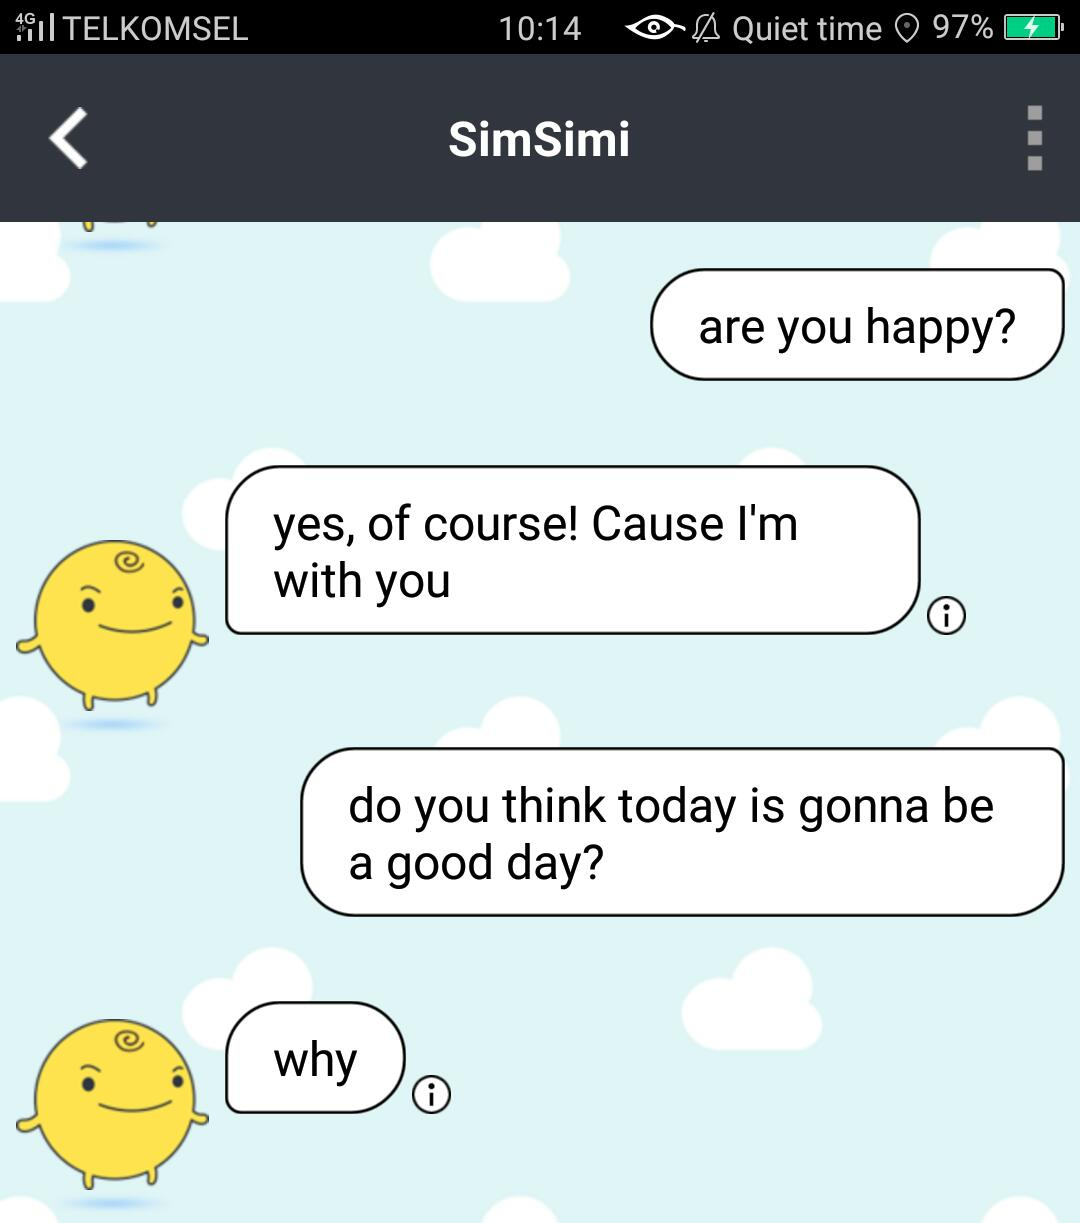 4G TELKOMSEL 10:14 Quiet time 97%
SimSimi
are you happy?
yes, of course! Cause I'm
with you
do you think today is gonna be
a good day?
why